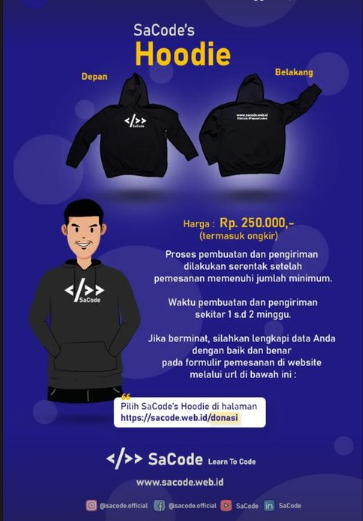 SaCode's
Hoodie
Depan
Belakang
</>
SaCode
www.sacode.web.id
Harga : Rp. 250.000,-
(termasuk ongkir)
Proses pembuatan dan pengiriman
dilakukan serentak setelah
pemesanan memenuhi jumlah minimum.
Waktu pembuatan dan pengiriman
sekitar 1 s.d 2 minggu.
Jika berminat, silahkan lengkapi data Anda
dengan baik dan benar
pada formulir pemesanan di website
melalui url di bawah ini :
</>
SaCode
“
Pilih SaCode's Hoodie di halaman
https://sacode.web.id/donasi
</> SaCode Learn To Code
www.sacode.web.id
@sacode.official @sacode.official SaCode SaCode